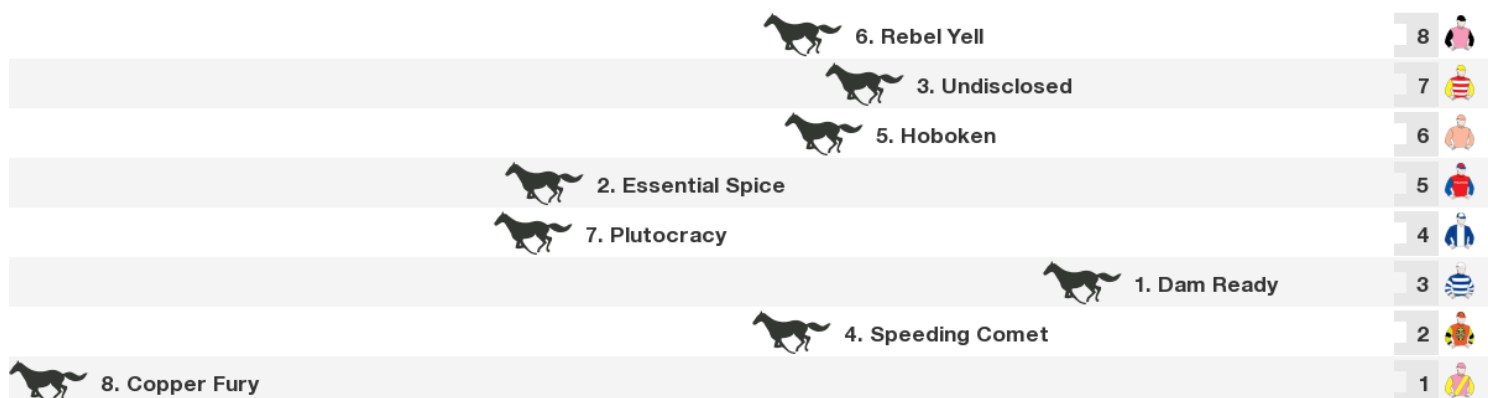 6. Rebel Yell 8
3. Undisclosed 7
5. Hoboken 6
2. Essential Spice 5
7. Plutocracy 4
1. Dam Ready 3
4. Speeding Comet 2
8. Copper Fury 1